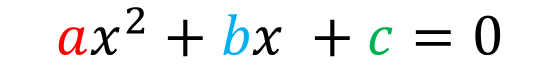 ax² + bx + c = 0